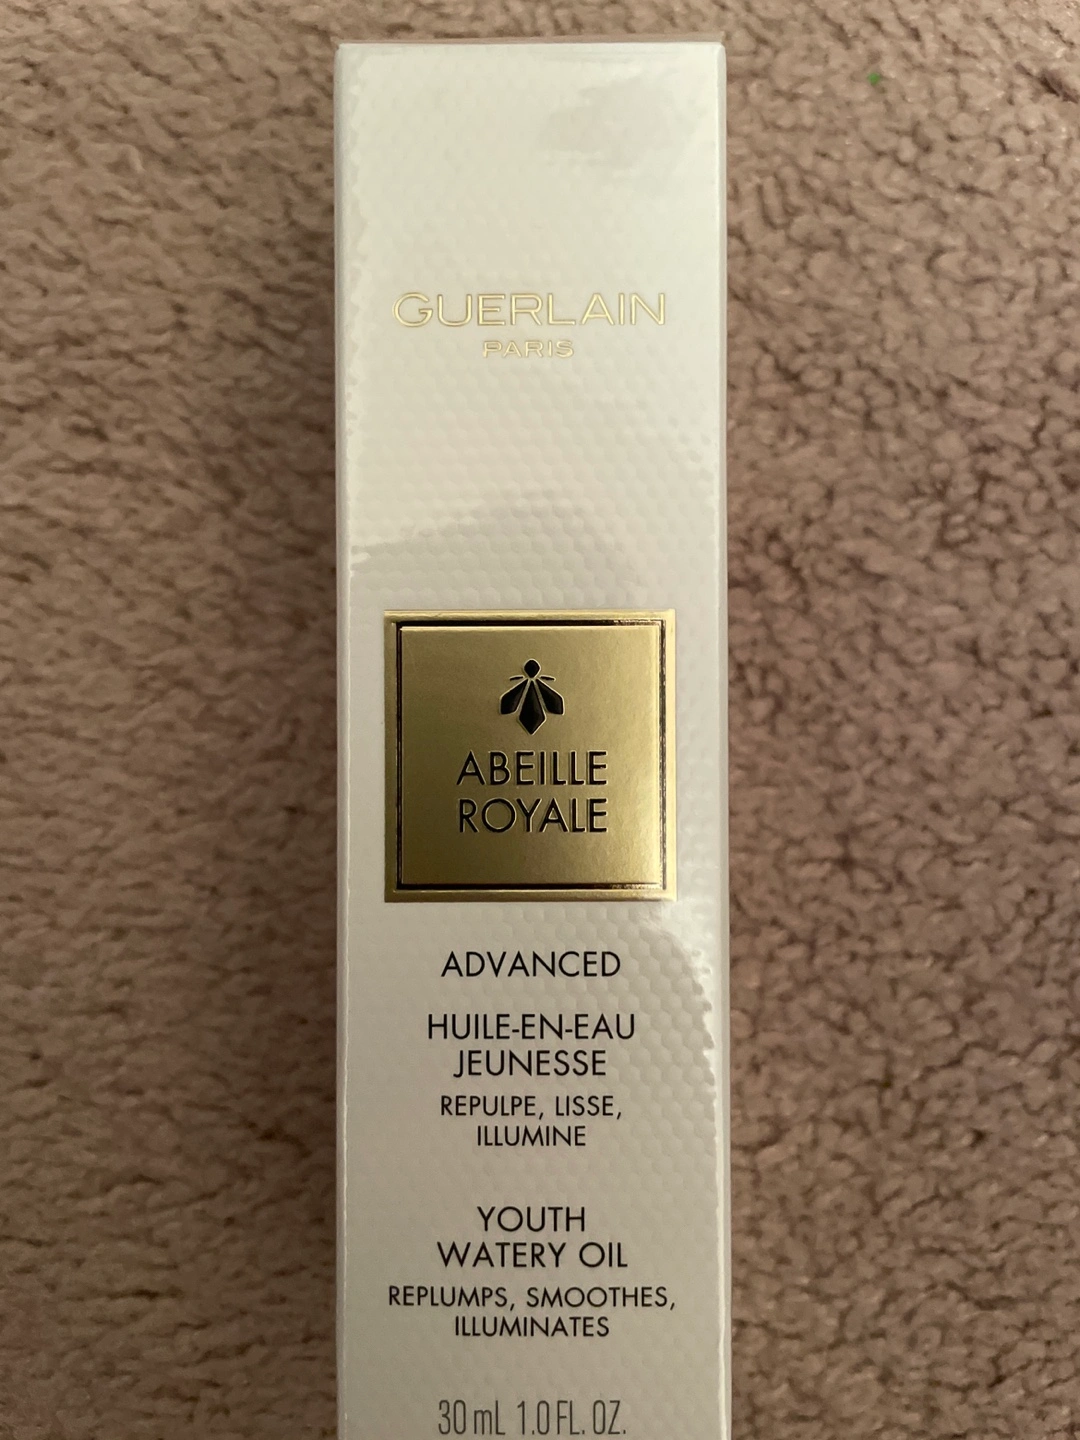 GUERLAIN
PARIS
ABEILLE
ROYALE
ADVANCED
HUILE-EN-EAU
JEUNESSE
REPULPE, LISSE,
ILLUMINE
YOUTH
WATERY OIL
REPLUMPS, SMOOTHES,
ILLUMINATES
30 mL 1.0 FL. OZ.